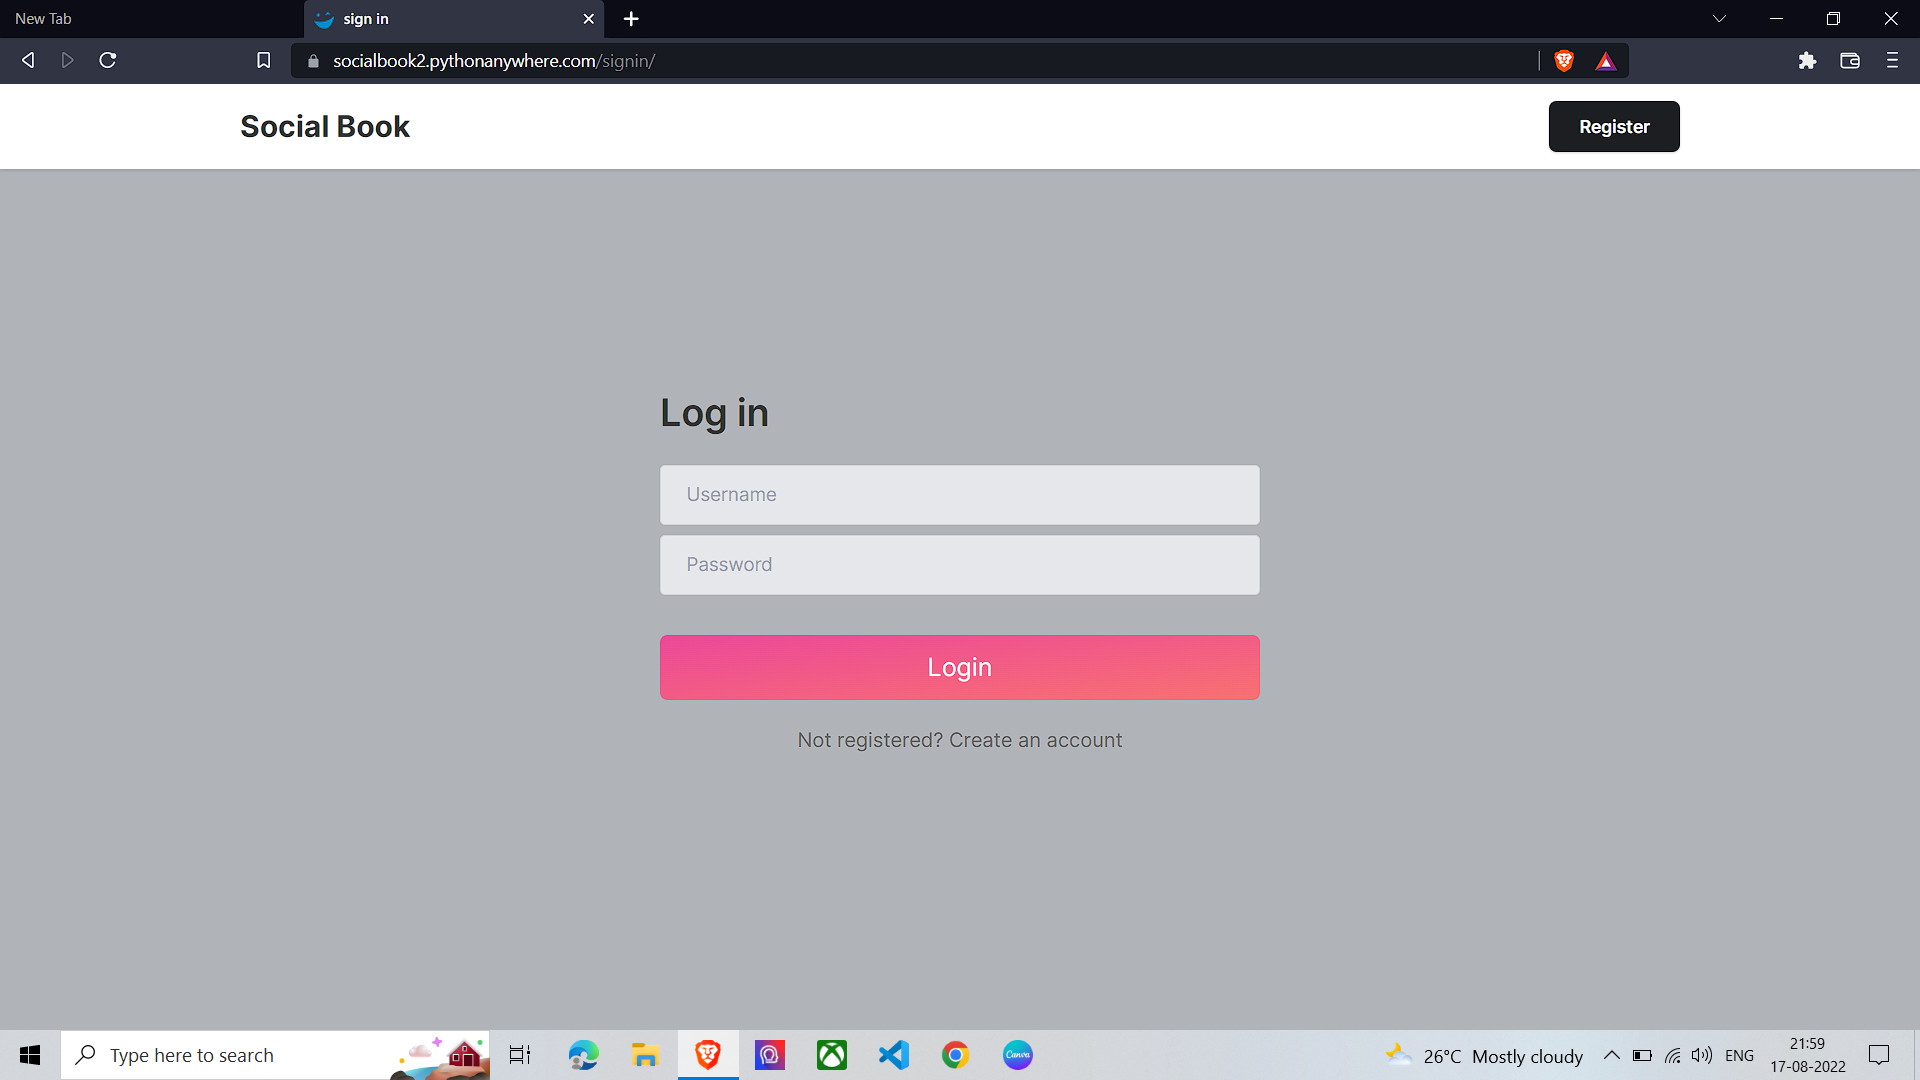 New Tab
sign in
socialbook2.pythonanywhere.com/signin/
Social Book
Register
Log in
Username
Password
Login
Not registered? Create an account
Type here to search
Canva
26°C Mostly cloudy
ENG
21:59
17-08-2022